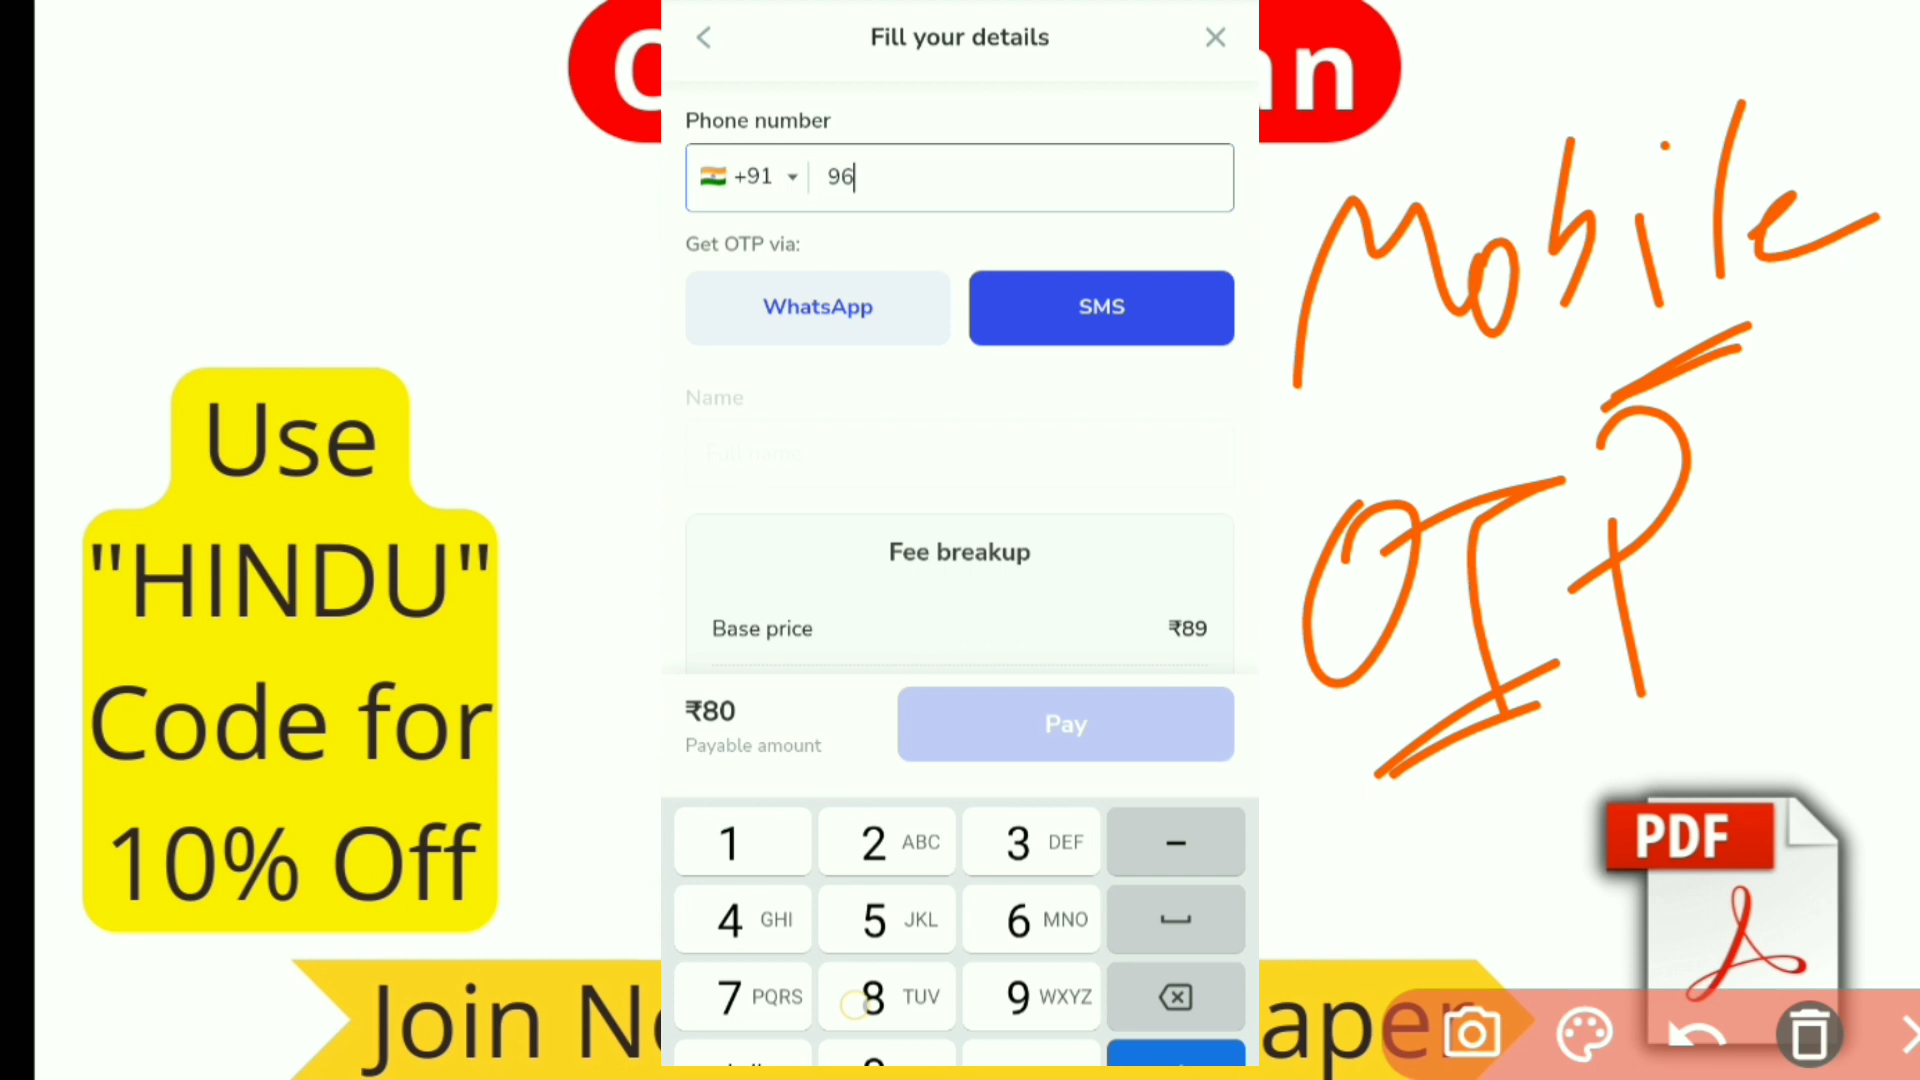 Fill your details
Phone number
+91 96
Get OTP via:
WhatsApp SMS
Name
Full name
Fee breakup
Base price ₹89
₹80
Payable amount
Pay
1 2 ABC 3 DEF –
4 GHI 5 JKL 6 MNO
7 PQRS 8 TUV 9 WXYZ
Use
"HINDU"
Code for
10% Off
Mobile
OTP
PDF
Join